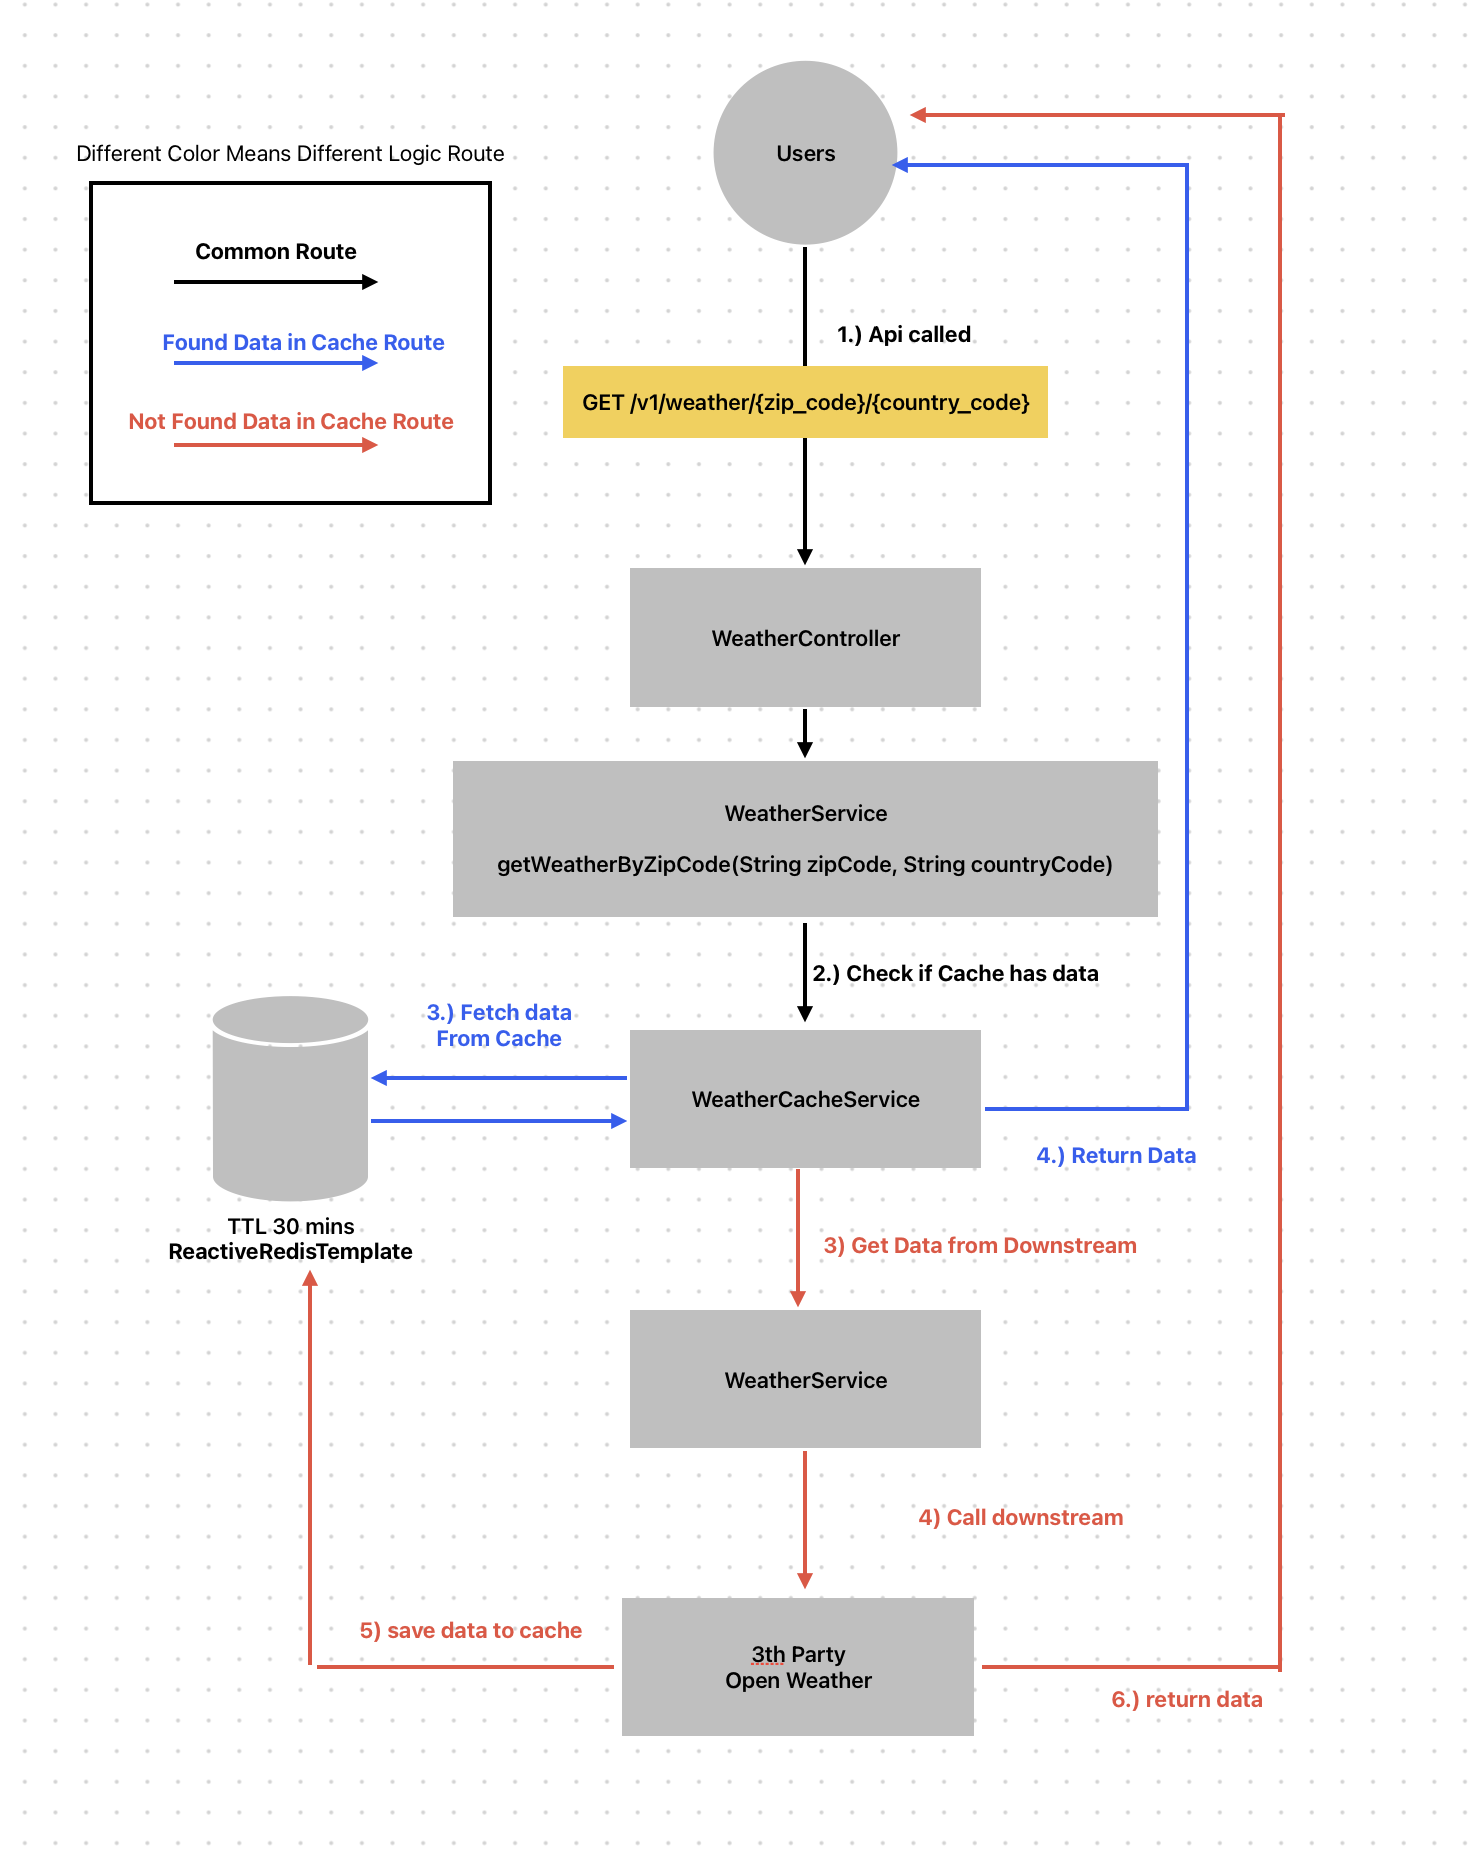 Users
Different Color Means Different Logic Route
Common Route
Found Data in Cache Route
Not Found Data in Cache Route
1.) Api called
GET /v1/weather/{zip_code}/{country_code}
WeatherController
WeatherService
getWeatherByZipCode(String zipCode, String countryCode)
2.) Check if Cache has data
3.) Fetch data
From Cache
WeatherCacheService
4.) Return Data
TTL 30 mins
ReactiveRedisTemplate
3) Get Data from Downstream
WeatherService
4) Call downstream
5) save data to cache
3th Party
Open Weather
6.) return data